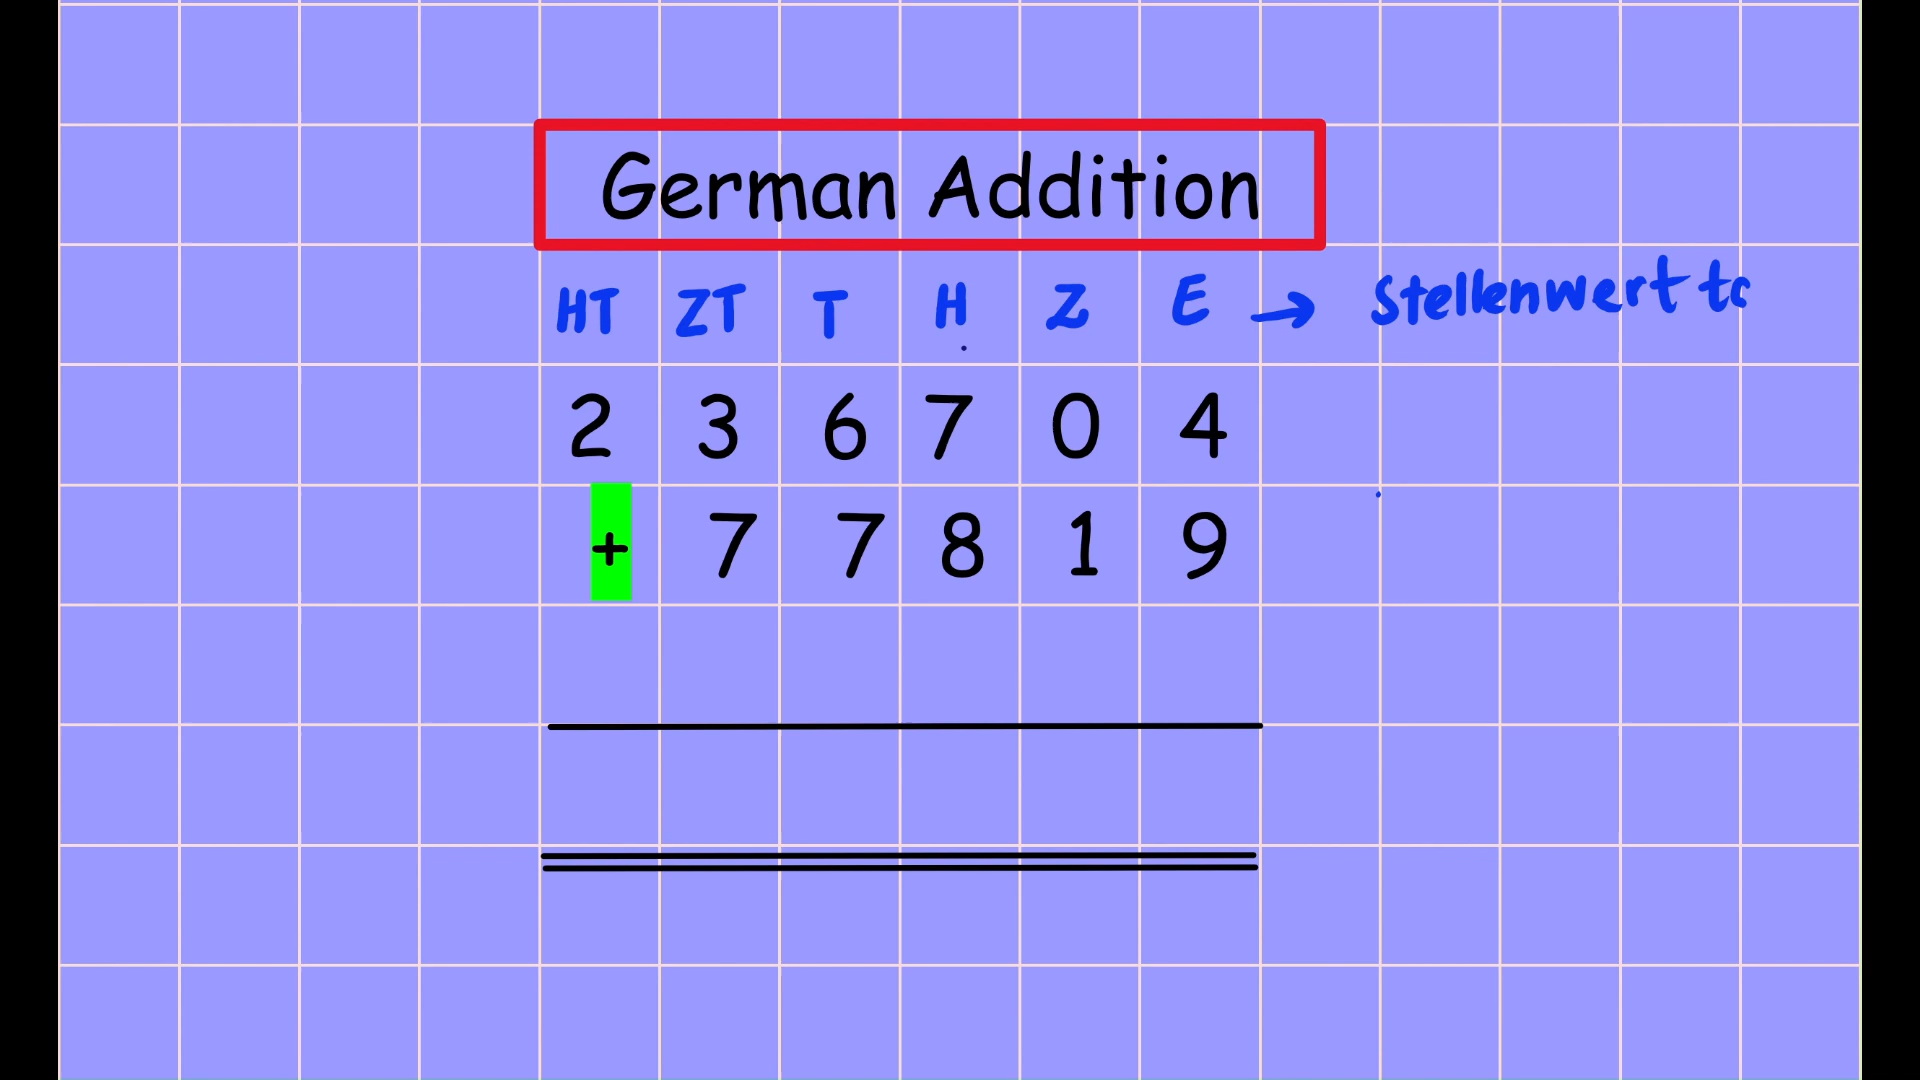 German Addition
HT ZT T H Z E → Stellenwert
2 3 6 7 0 4
+ 7 7 8 1 9